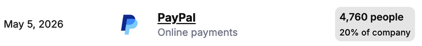 May 5, 2026
PayPal
Online payments
4,760 people
20% of company